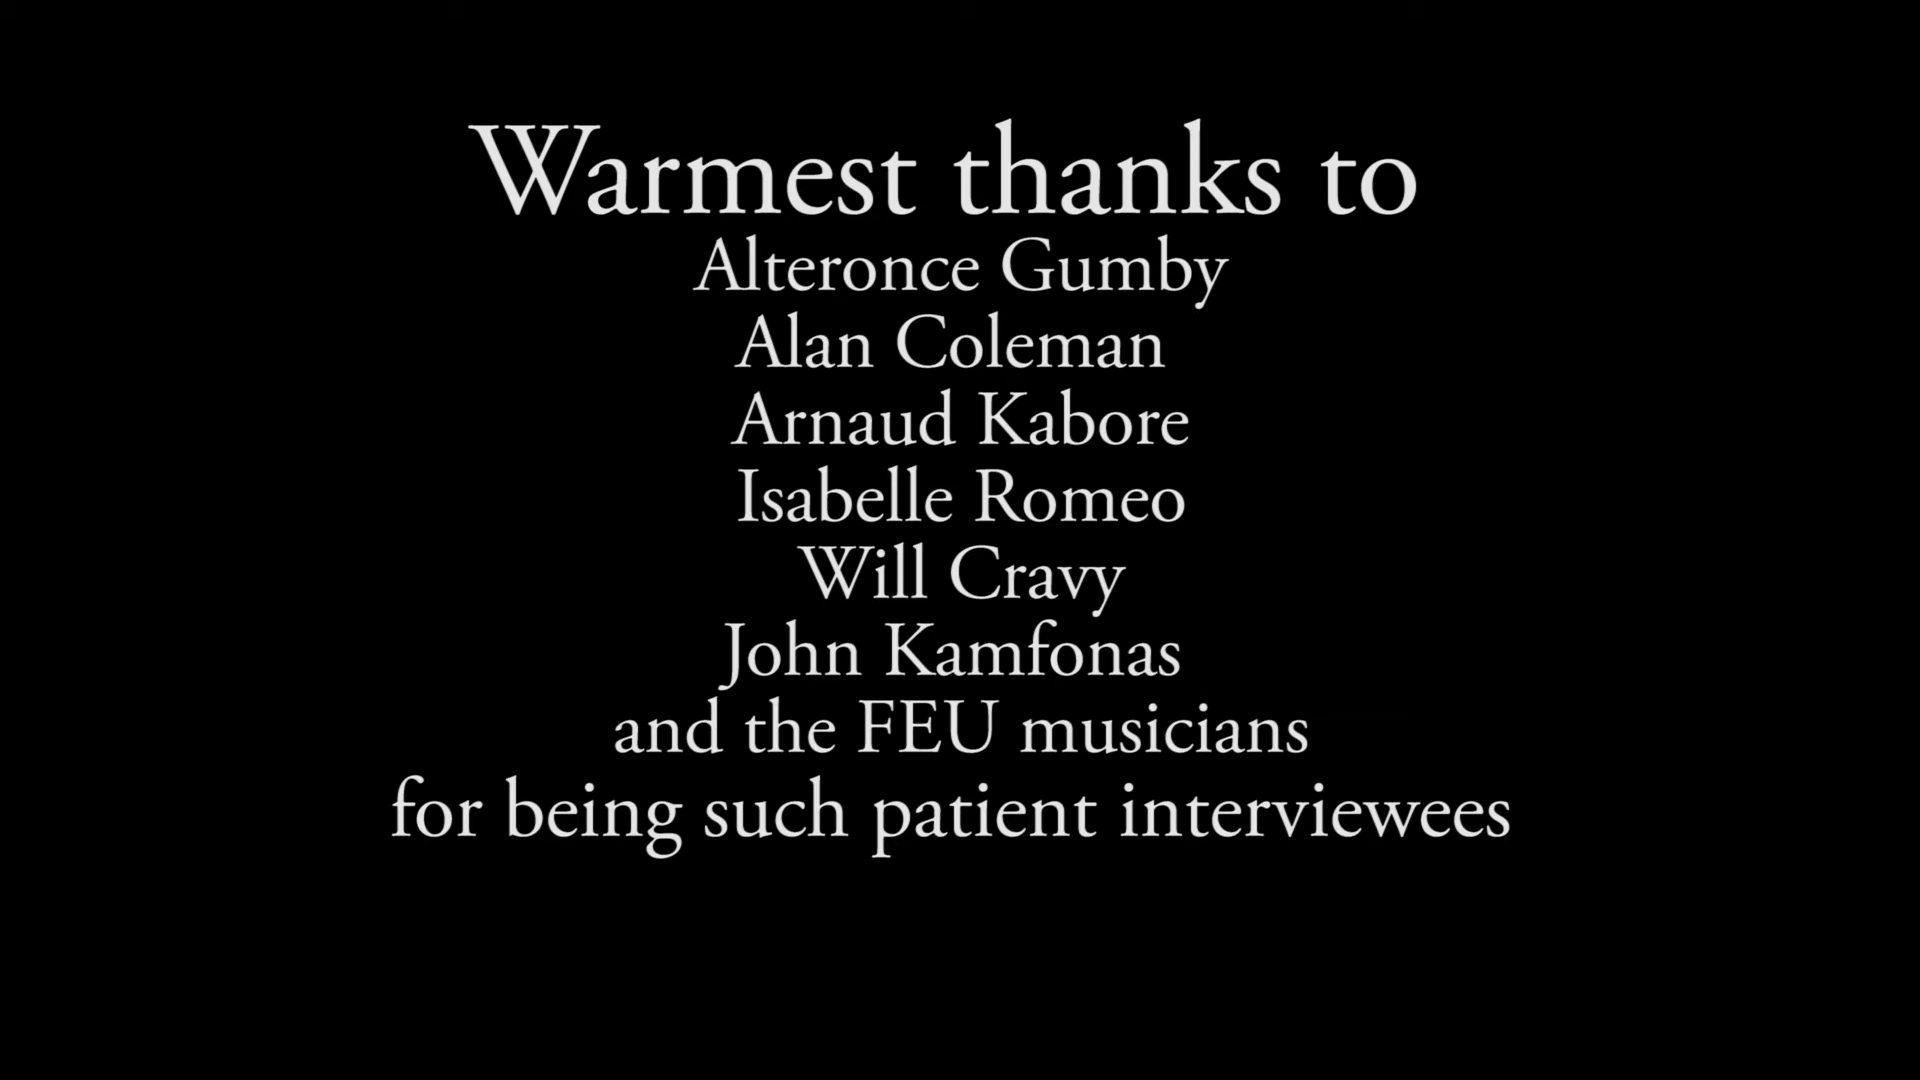 Warmest thanks to
Alteronce Gumby
Alan Coleman
Arnaud Kabore
Isabelle Romeo
Will Cravy
John Kamfonas
and the FEU musicians
for being such patient interviewees